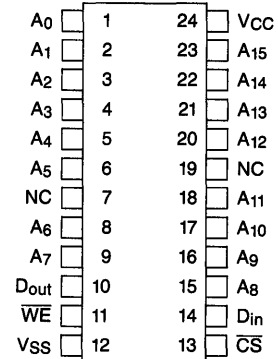 A0 1 24 VCC
A1 2 23 A15
A2 3 22 A14
A3 4 21 A13
A4 5 20 A12
A5 6 19 NC
NC 7 18 A11
A6 8 17 A10
A7 9 16 A9
Dout 10 15 A8
WE 11 14 Din
VSS 12 13 CS